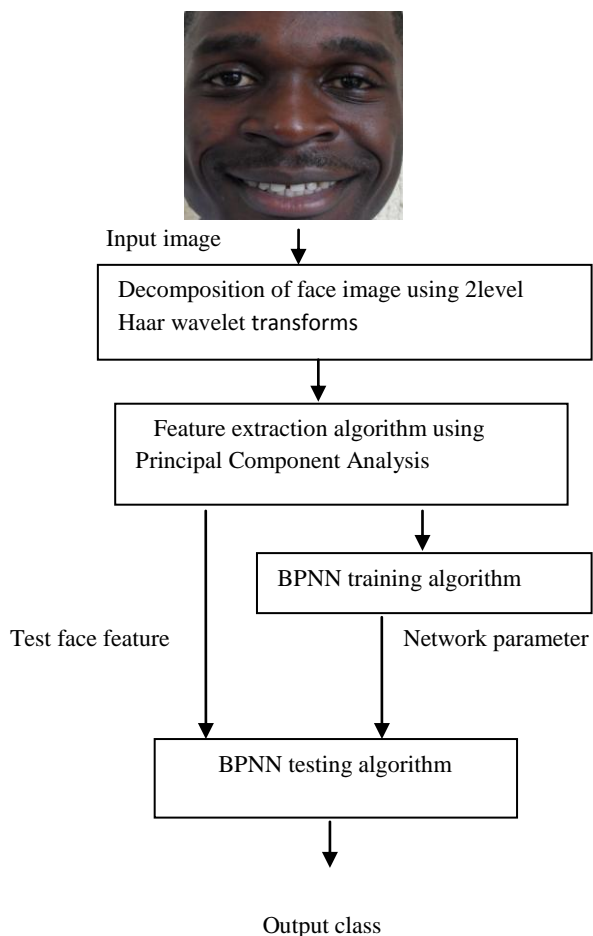 Input image
Decomposition of face image using 2level
Haar wavelet transforms
Feature extraction algorithm using
Principal Component Analysis
BPNN training algorithm
Test face feature
Network parameter
BPNN testing algorithm
Output class